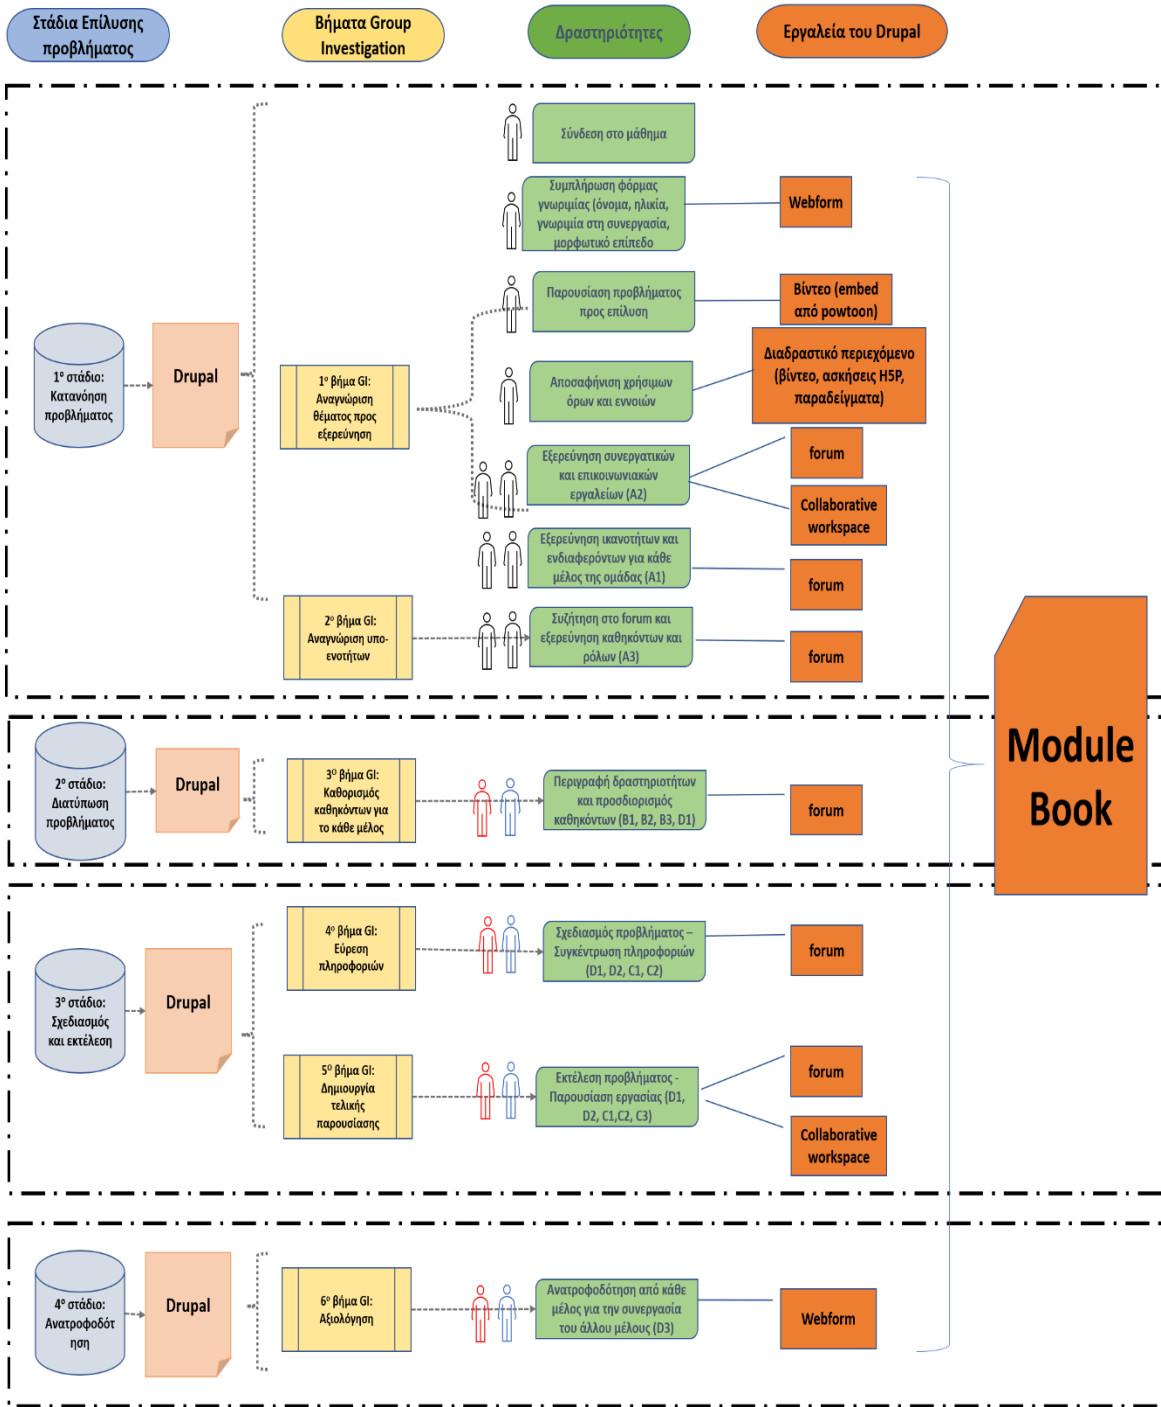 Στάδια Επίλυσης
προβλήματος
Βήματα Group
Investigation
Δραστηριότητες
Εργαλεία του Drupal
Σύνδεση στο μάθημα
Συμπλήρωση φόρμας
γνωριμίας (όνομα, ηλικία,
γνωριμία στη συνεργασία,
μορφωτικό επίπεδο
Webform
Παρουσίαση προβλήματος
προς επίλυση
Βίντεο (embed
από powtoon)
1ο στάδιο:
Κατανόηση
προβλήματος
Drupal
1ο βήμα GI:
Αναγνώριση
θέματος προς
εξερεύνηση
Αποσαφήνιση χρήσιμων
όρων και εννοιών
Διαδραστικό περιεχόμενο
(βίντεο, ασκήσεις H5P,
παραδείγματα)
Εξερεύνηση συνεργατικών
και επικοινωνιακών
εργαλείων (Α2)
forum
Collaborative
workspace
Εξερεύνηση ικανοτήτων και
ενδιαφερόντων για κάθε
μέλος της ομάδας (Α1)
forum
2ο βήμα GI:
Αναγνώριση υπο-
ενοτήτων
Συζήτηση στο forum και
εξερεύνηση καθηκόντων και
ρόλων (Α3)
forum
Module
Book
2ο στάδιο:
Διατύπωση
προβλήματος
Drupal
3Ο βήμα GI:
Καθορισμός
καθηκόντων για
το κάθε μέλος
Περιγραφή δραστηριοτήτων
και προσδιορισμός
καθηκόντων (Β1, Β2, Β3, D1)
forum
3ο στάδιο:
Σχεδιασμός
και εκτέλεση
Drupal
4ο βήμα GI:
Εύρεση
πληροφοριών
Σχεδιασμός προβλήματος –
Συγκέντρωση πληροφοριών
(D1, D2, C1, C2)
forum
5Ο βήμα GI:
Δημιουργία
τελικής
παρουσίασης
Εκτέλεση προβλήματος -
Παρουσίαση εργασίας (D1,
D2, C1,C2, C3)
forum
Collaborative
workspace
4ο στάδιο:
Ανατροφοδότ
ηση
Drupal
6ο βήμα GI:
Αξιολόγηση
Ανατροφοδότηση από κάθε
μέλος για την συνεργασία
του άλλου μέλους (D3)
Webform